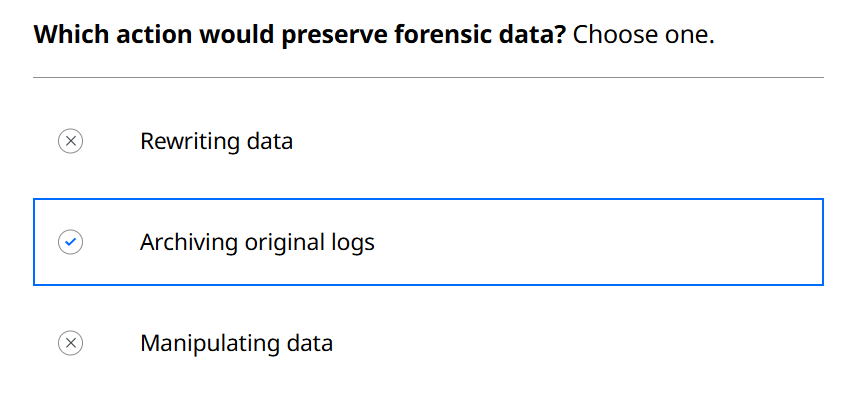 Which action would preserve forensic data? Choose one.
Rewriting data
Archiving original logs
Manipulating data